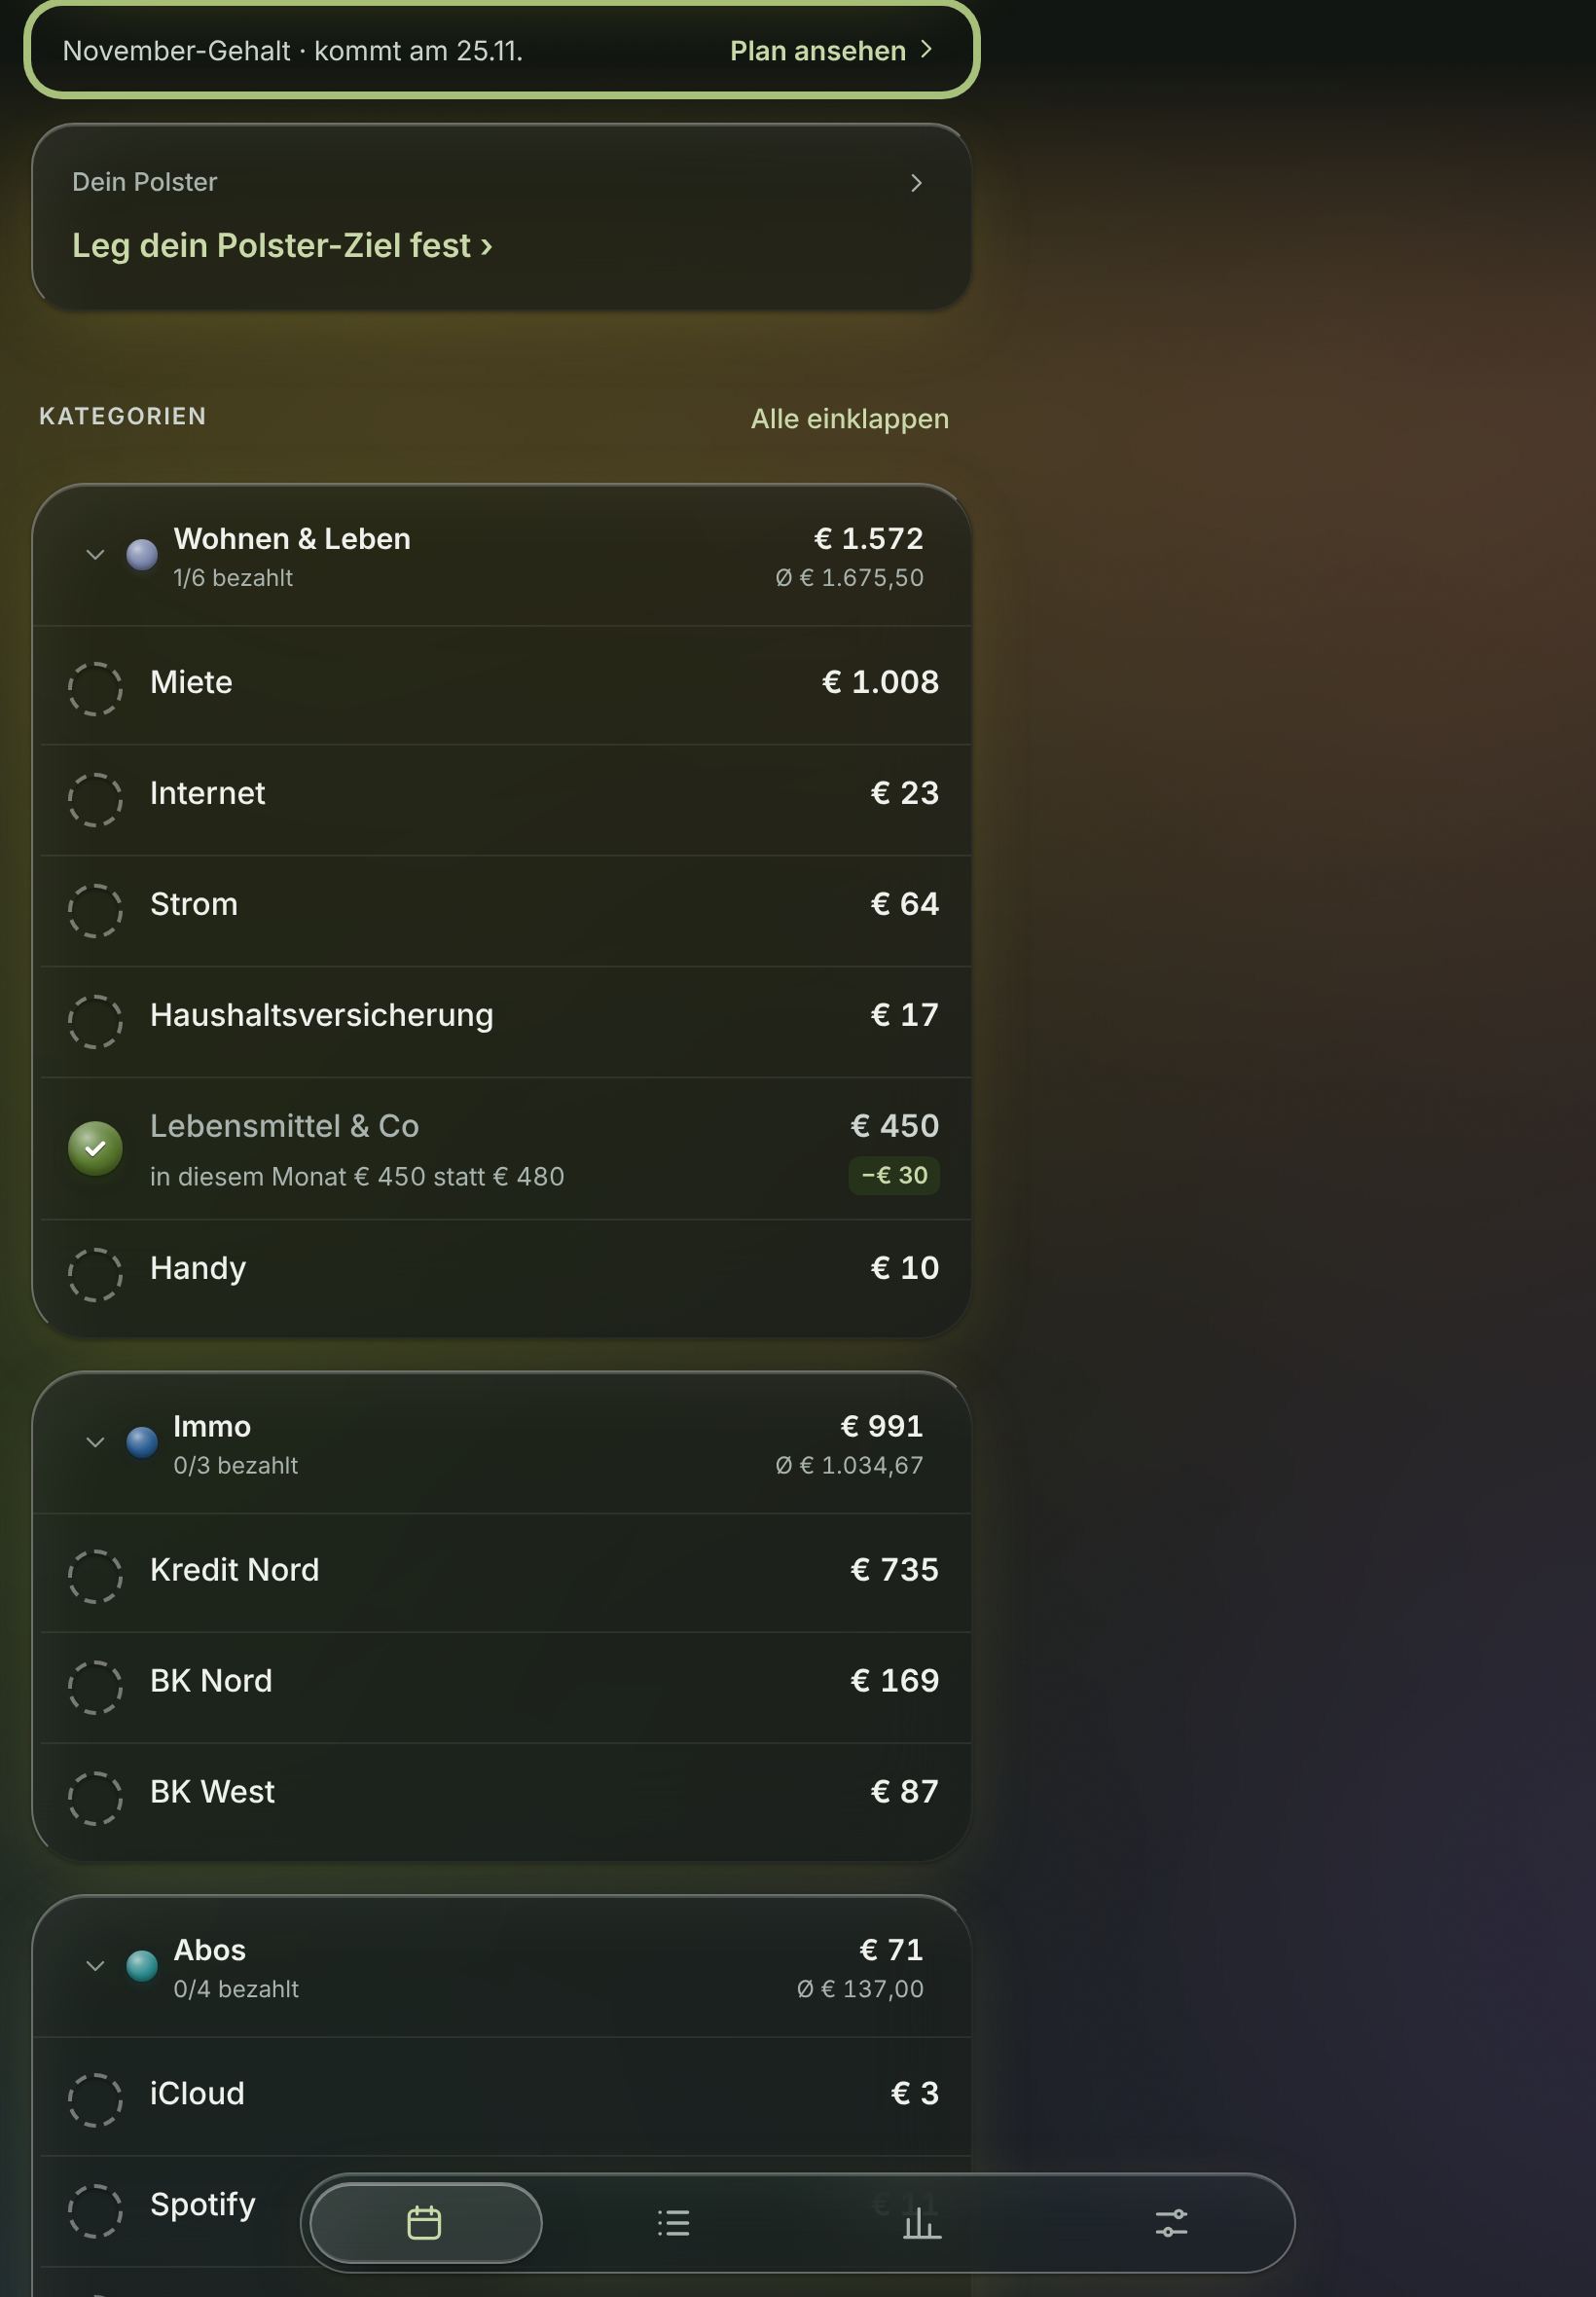 November-Gehalt · kommt am 25.11. Plan ansehen
Dein Polster
Leg dein Polster-Ziel fest ›
KATEGORIEN Alle einklappen
Wohnen & Leben € 1.572
1/6 bezahlt Ø € 1.675,50
Miete € 1.008
Internet € 23
Strom € 64
Haushaltsversicherung € 17
Lebensmittel & Co € 450
in diesem Monat € 450 statt € 480 −€ 30
Handy € 10
Immo € 991
0/3 bezahlt Ø € 1.034,67
Kredit Nord € 735
BK Nord € 169
BK West € 87
Abos € 71
0/4 bezahlt Ø € 137,00
iCloud € 3
Spotify